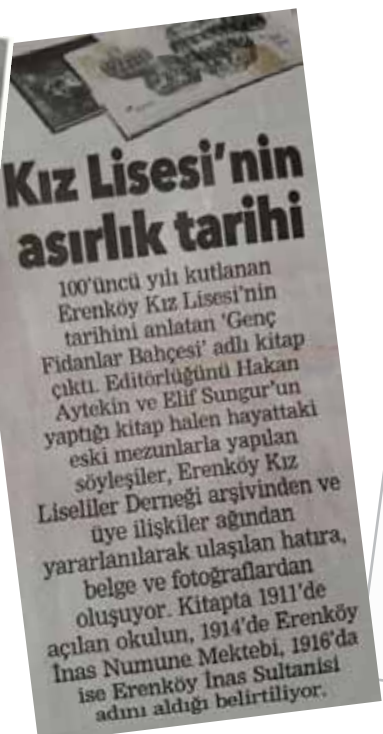 Kız Lisesi'nin
asırlık tarihi
100'üncü yılı kutlanan
Erenköy Kız Lisesi'nin
tarihini anlatan 'Genç
Fidanlar Bahçesi' adlı kitap
çıktı. Editörlüğünü Hakan
Aytekin ve Elif Sungur'un
yaptığı kitap halen hayattaki
eski mezunlarla yapılan
söyleşiler, Erenköy Kız
Liseliler Derneği arşivinden ve
üye ilişkiler ağından
yararlanılarak ulaşılan hatıra,
belge ve fotoğraflardan
oluşuyor. Kitapta 1911'de
açılan okulun, 1914'de Erenköy
İnas Numune Mektebi, 1916'da
ise Erenköy İnas Sultanisi
adını aldığı belirtiliyor.